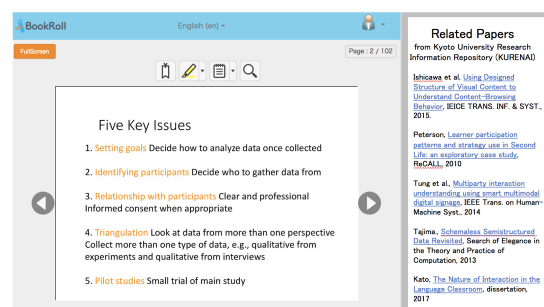 BookRoll
English (en)
FullScreen
Page : 2 / 102
Five Key Issues
1. Setting goals Decide how to analyze data once collected
2. Identifying participants Decide who to gather data from
3. Relationship with participants Clear and professional
Informed consent when appropriate
4. Triangulation Look at data from more than one perspective
Collect more than one type of data, e.g., qualitative from
experiments and qualitative from interviews
5. Pilot studies Small trial of main study
Related Papers
from Kyoto University Research
Information Repository (KURENAI)
Ishicawa et al, Using Designed
Structure of Visual Content to
Understand Content-Browsing
Behavior, IEICE TRANS. INF. & SYST.,
2015.
Peterson, Learner participation
patterns and strategy use in Second
Life: an exploratory case study,
ReCALL, 2010
Tung et al., Multiparty interaction
understanding using smart multimodal
digital signage, IEEE Trans. on Human-
Machine Syst., 2014
Tajima., Schemaless Semistructured
Data Revisited, Search of Elegance in
the Theory and Practice of
Computation, 2013
Kato, The Nature of Interaction in the
Language Classroom, dissertation,
2017